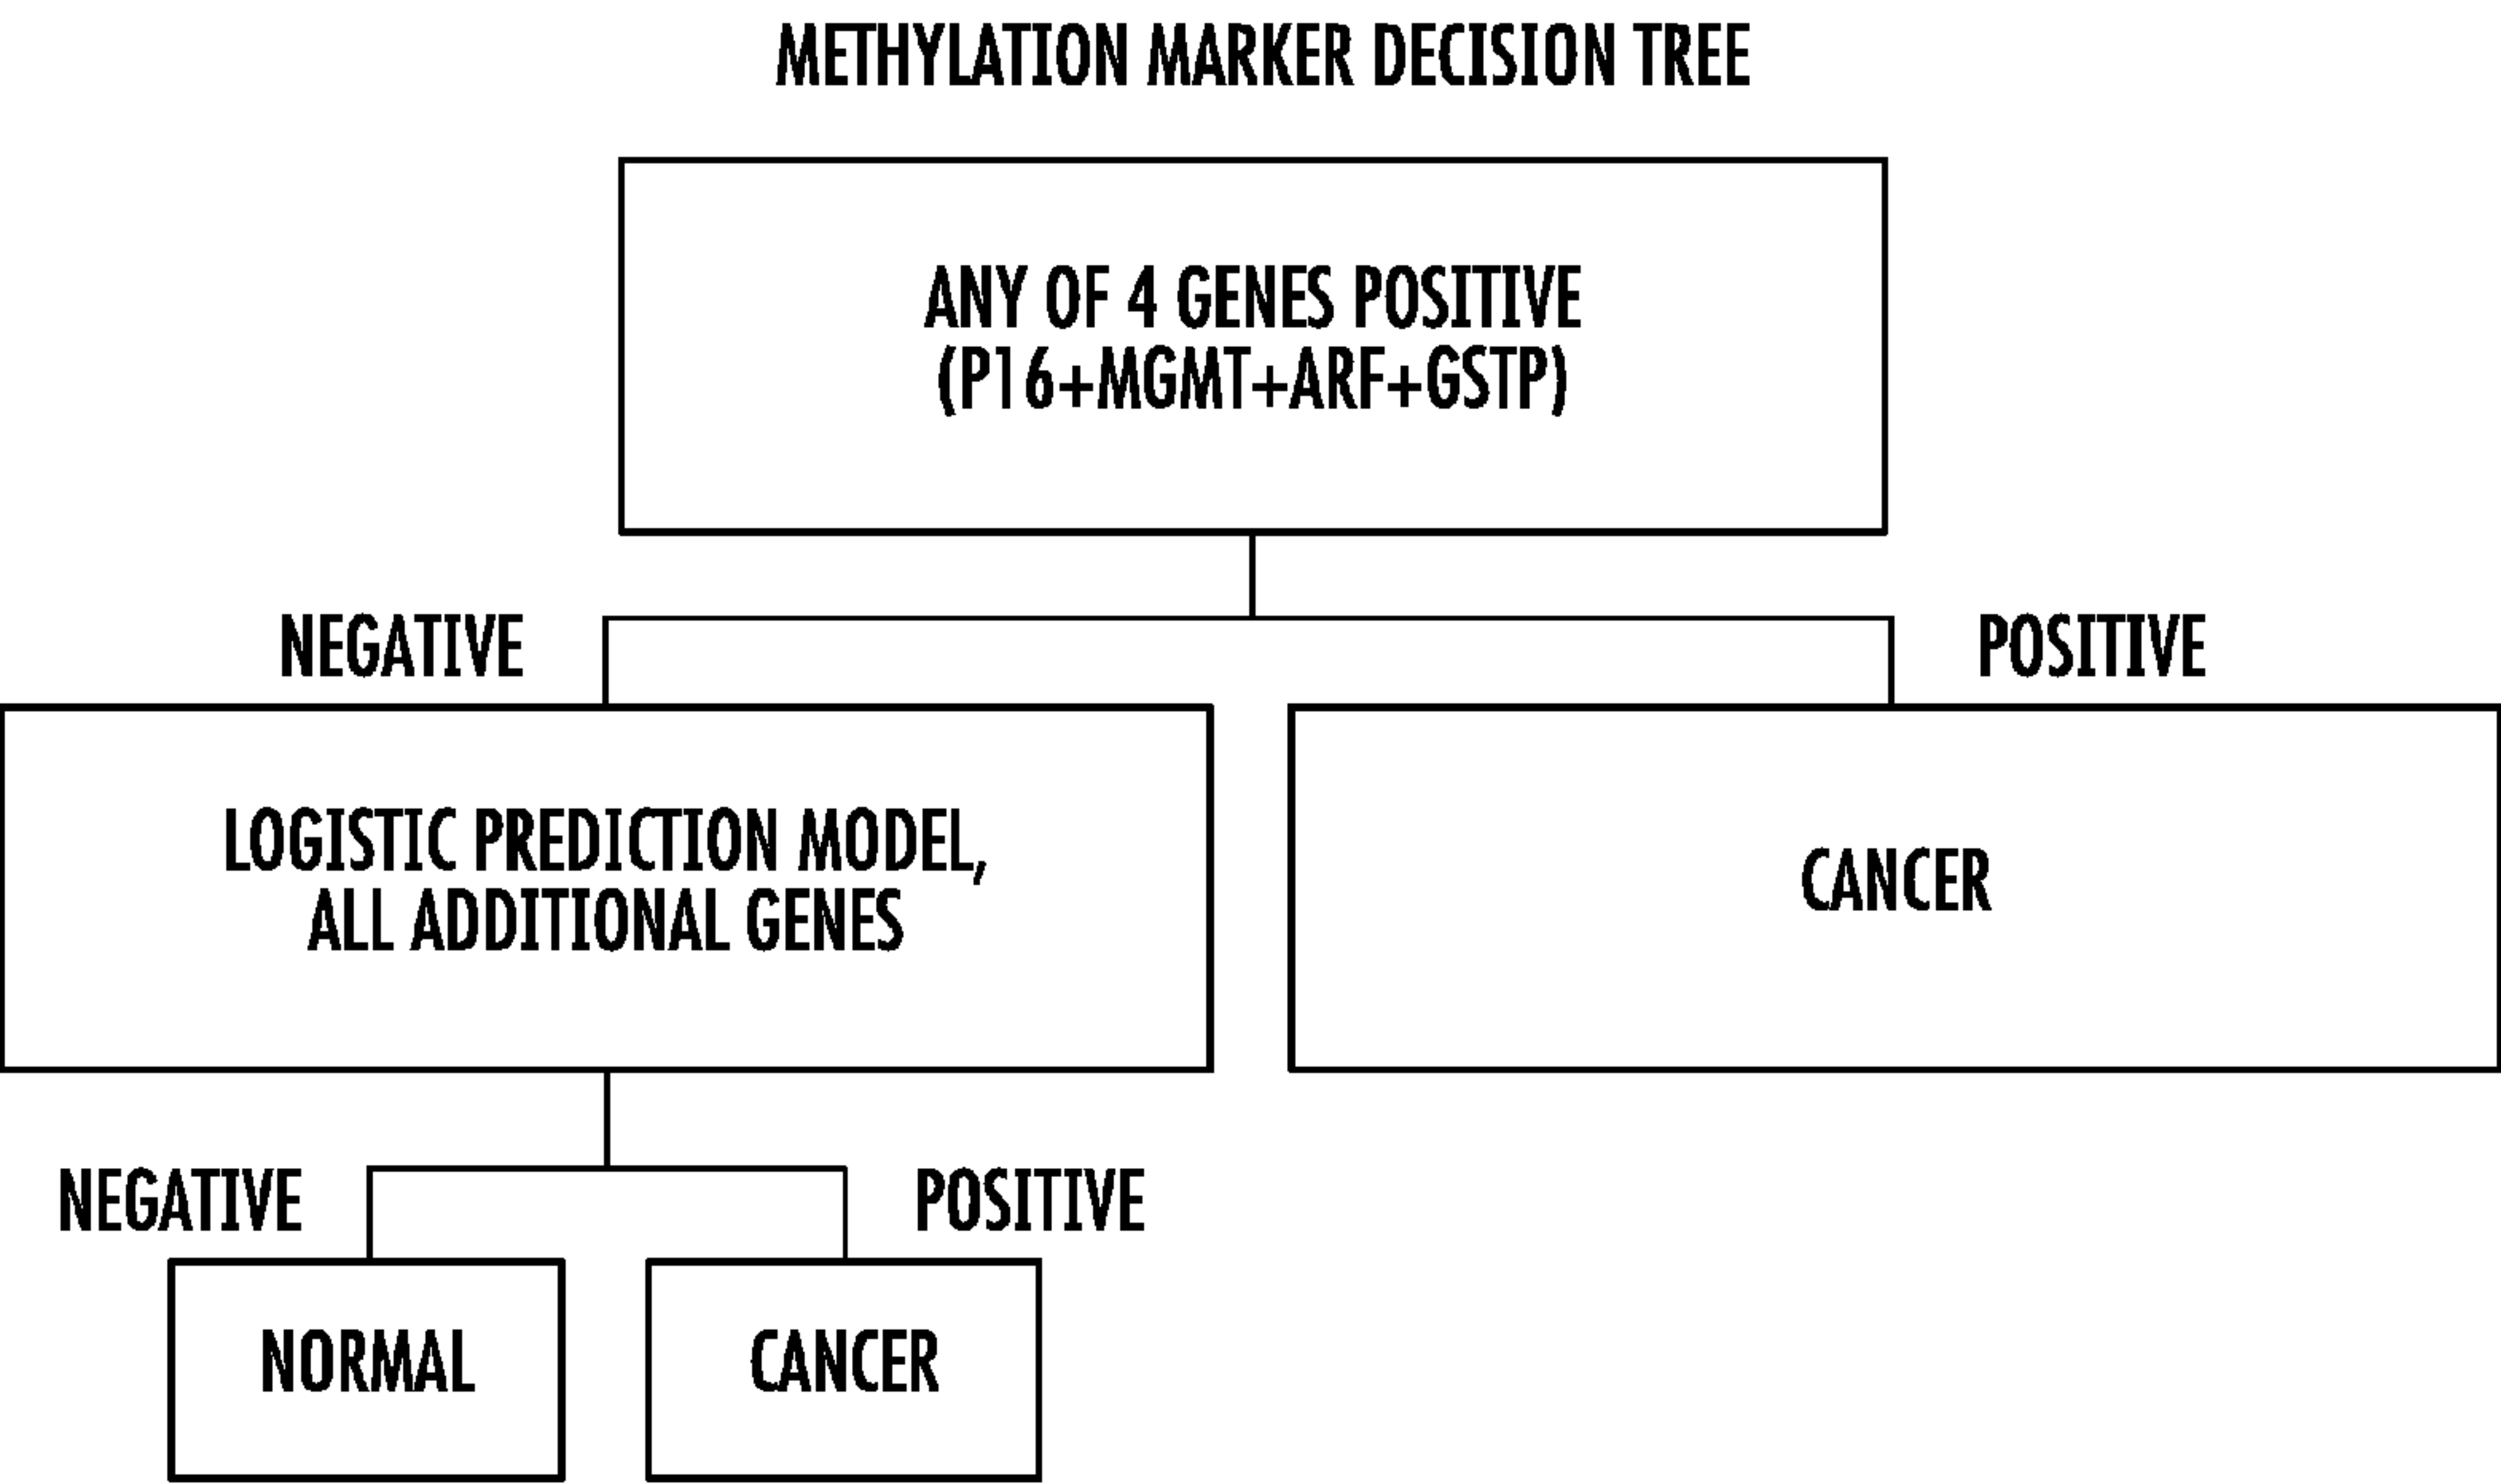 METHYLATION MARKER DECISION TREE
ANY OF 4 GENES POSITIVE
(P16+MGMT+ARF+GSTP)
NEGATIVE
POSITIVE
LOGISTIC PREDICTION MODEL,
ALL ADDITIONAL GENES
CANCER
NEGATIVE
POSITIVE
NORMAL
CANCER